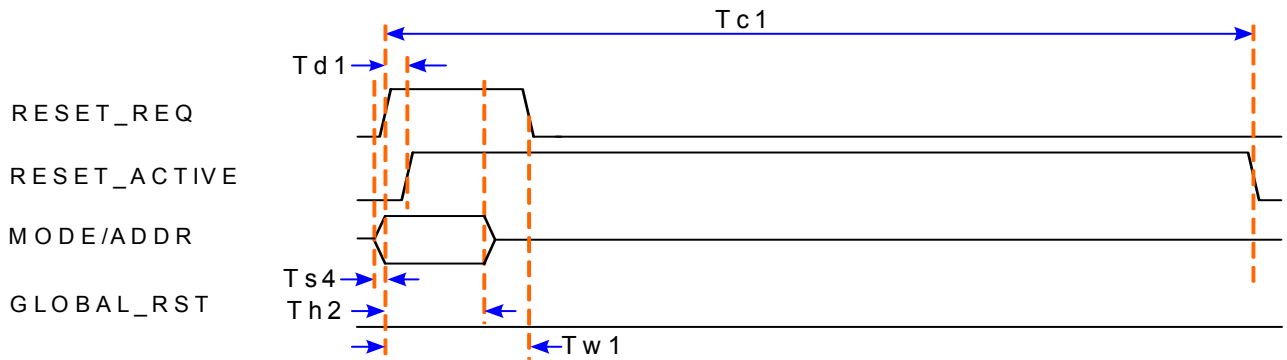 Tc1
Td1
RESET_REQ
RESET_ACTIVE
MODE/ADDR
Ts4
GLOBAL_RST
Th2
Tw1